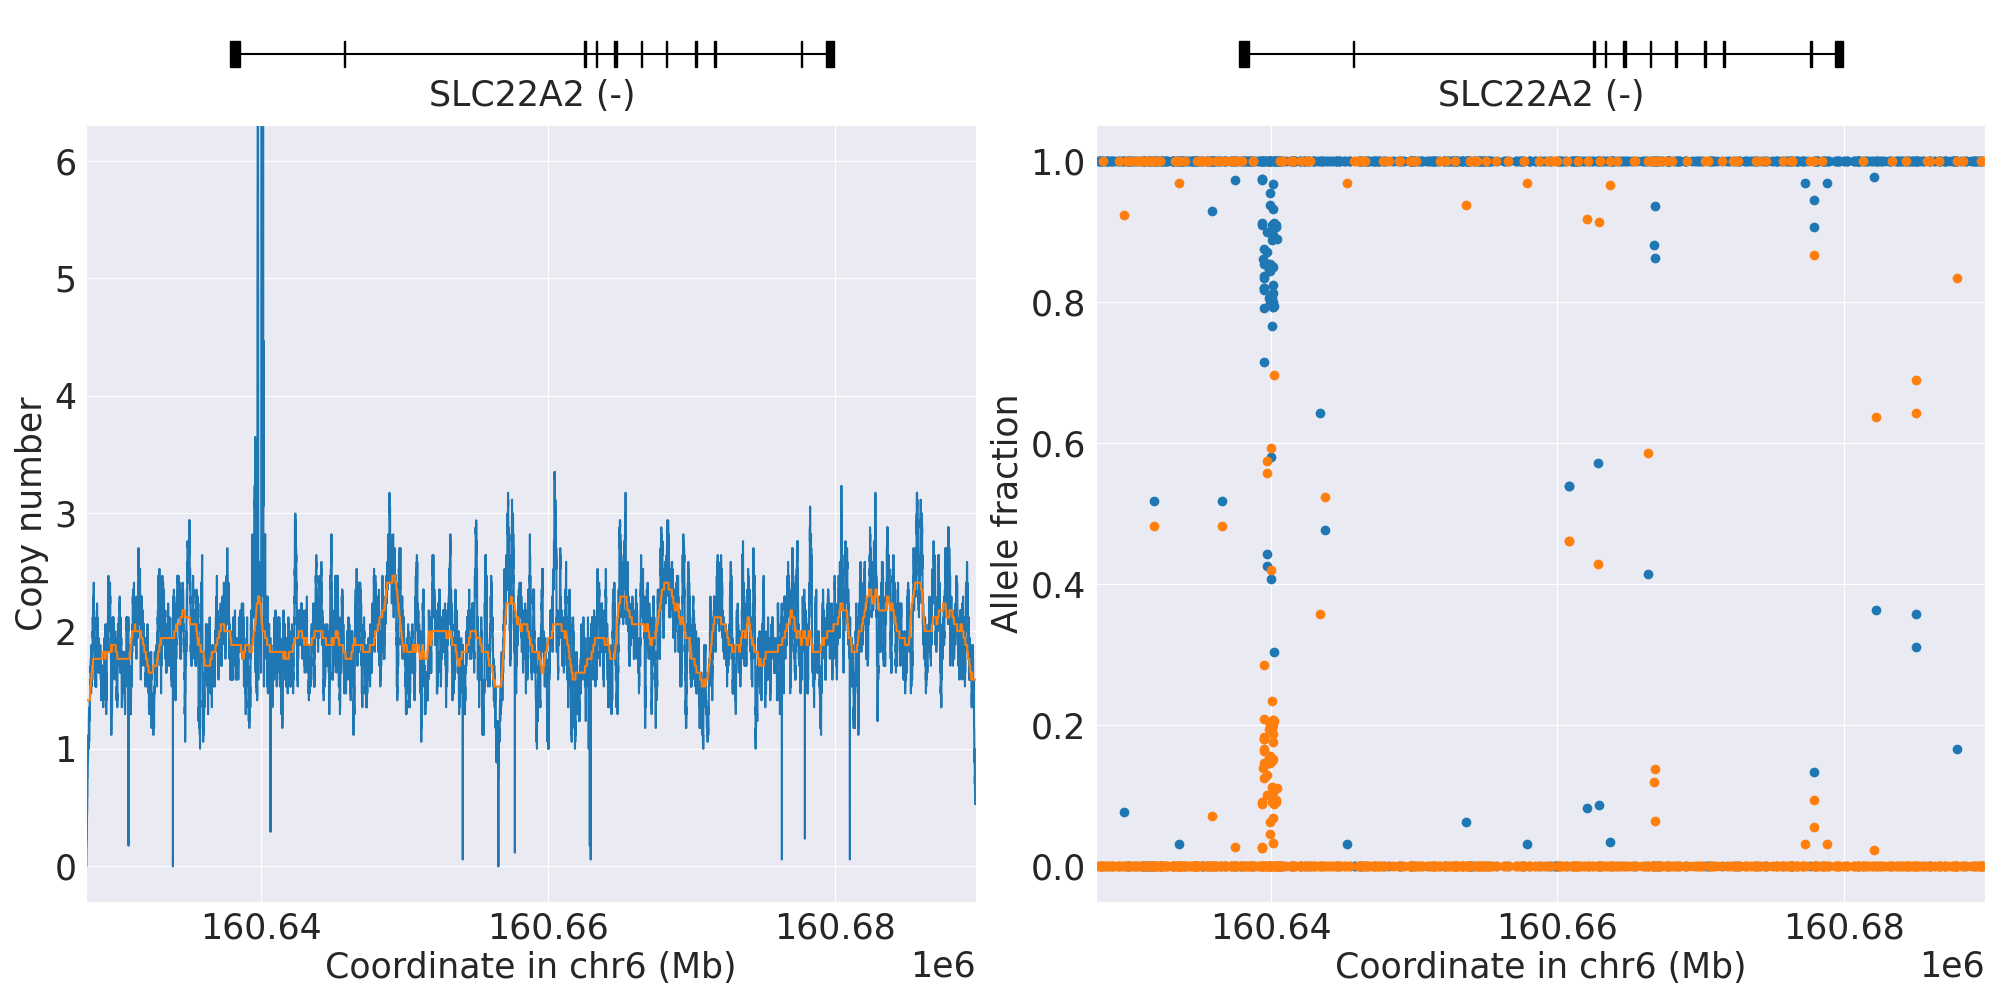 SLC22A2 (-)
6
5
4
3
2
1
0
Copy number
160.64
160.66
160.68
Coordinate in chr6 (Mb)
1e6
SLC22A2 (-)
1.0
0.8
0.6
0.4
0.2
0.0
Allele fraction
160.64
160.66
160.68
Coordinate in chr6 (Mb)
1e6